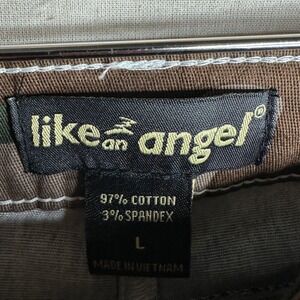 like an angel®
97% COTTON
3% SPANDEX
L
MADE IN VIETNAM